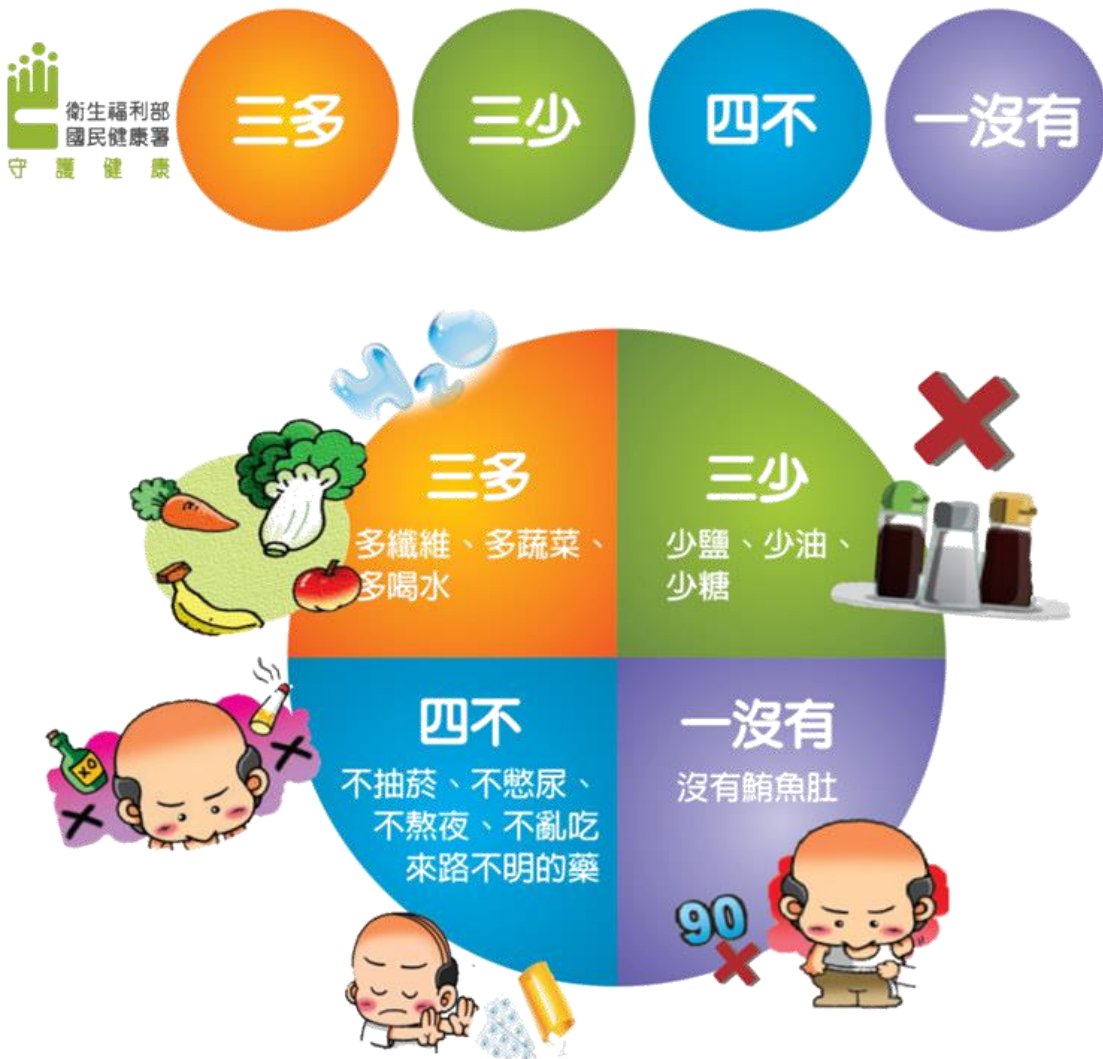 衛生福利部
國民健康署
守護健康
三多
三少
四不
一沒有
H2O
三多
多纖維、多蔬菜、
多喝水
三少
少鹽、少油、
少糖
四不
不抽菸、不憋尿、
不熬夜、不亂吃
來路不明的藥
XO
一沒有
沒有鮪魚肚
90